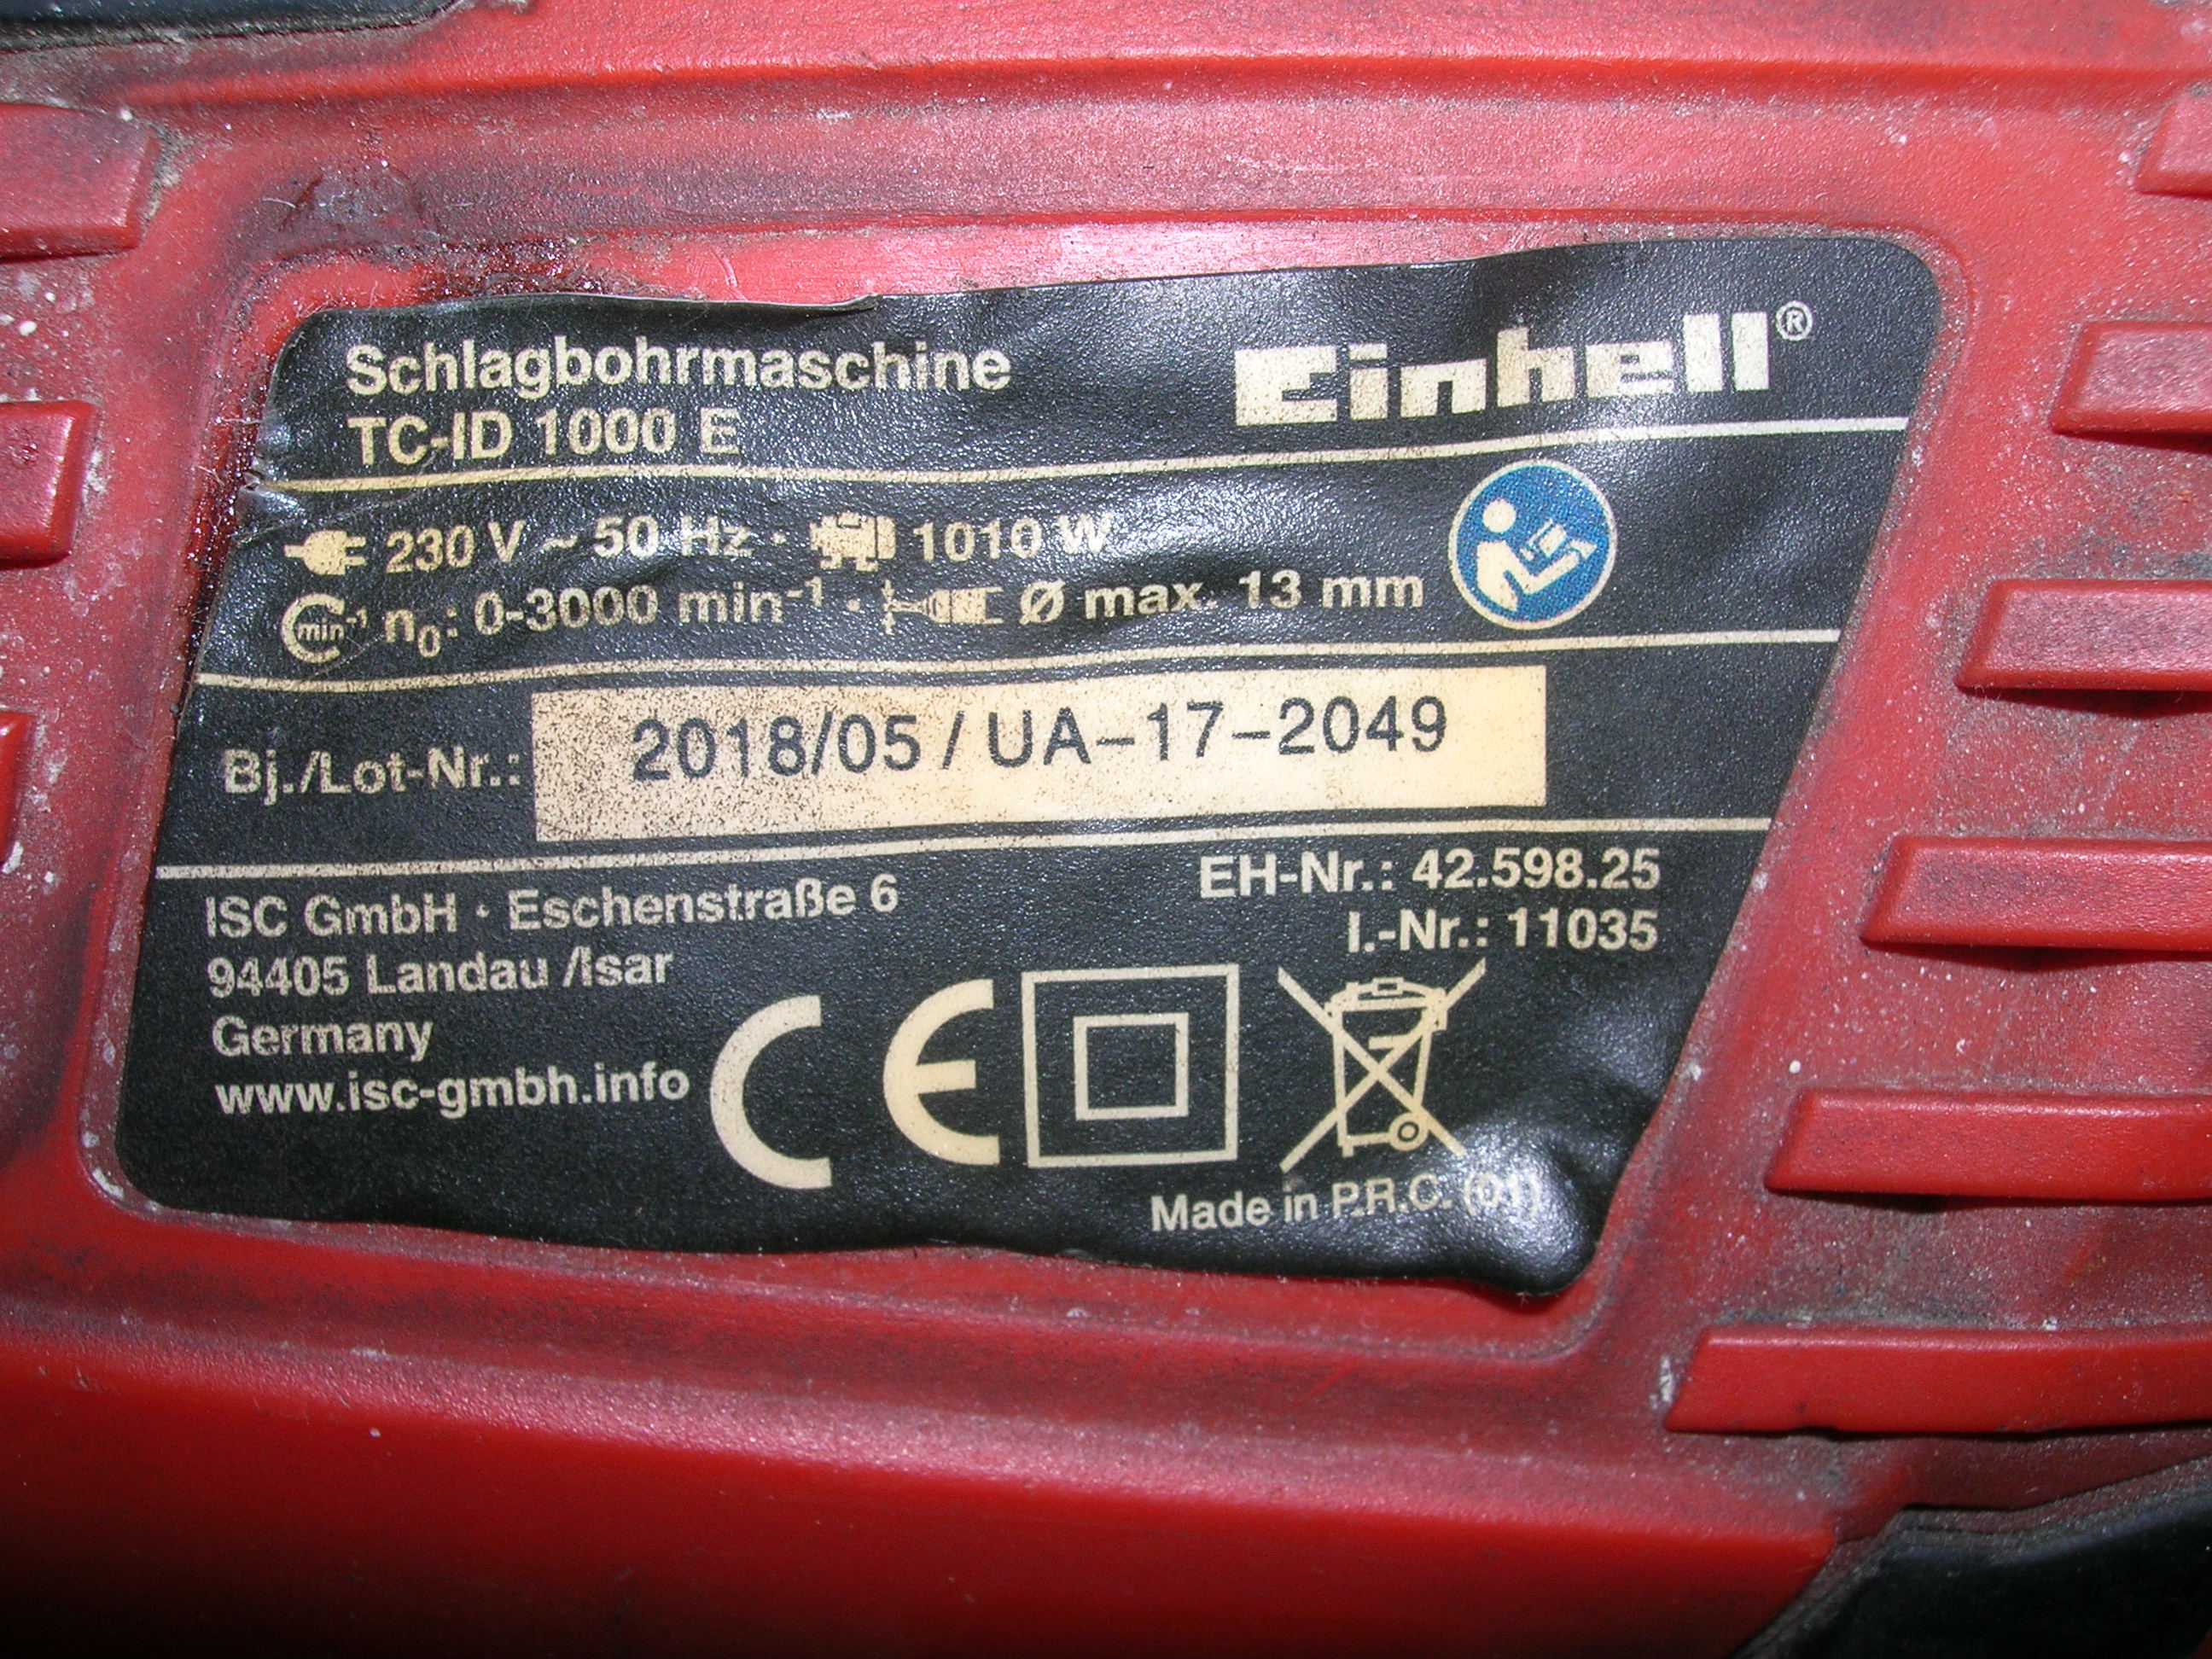 Schlagbohrmaschine
TC-ID 1000 E
Einhell®
230 V ~ 50 Hz · 1010 W
min⁻¹ n₀: 0-3000 min⁻¹ · Ø max. 13 mm
Bj./Lot-Nr.: 2018/05 / UA-17-2049
ISC GmbH · Eschenstraße 6
94405 Landau /Isar
Germany
www.isc-gmbh.info
EH-Nr.: 42.598.25
I.-Nr.: 11035
CE
Made in P.R.C. (01)